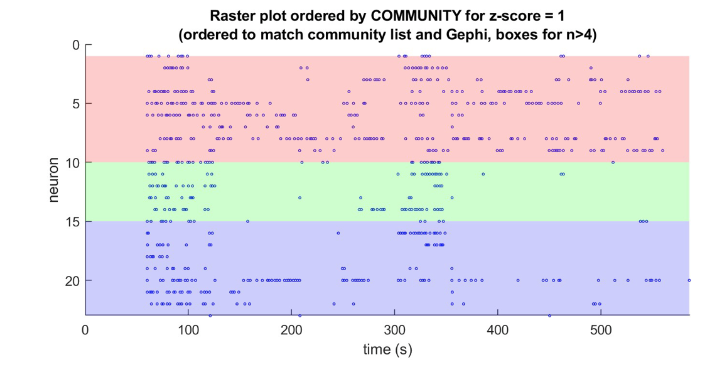 Raster plot ordered by COMMUNITY for z-score = 1
(ordered to match community list and Gephi, boxes for n>4)
0
5
10
15
20
neuron
0 100 200 300 400 500
time (s)